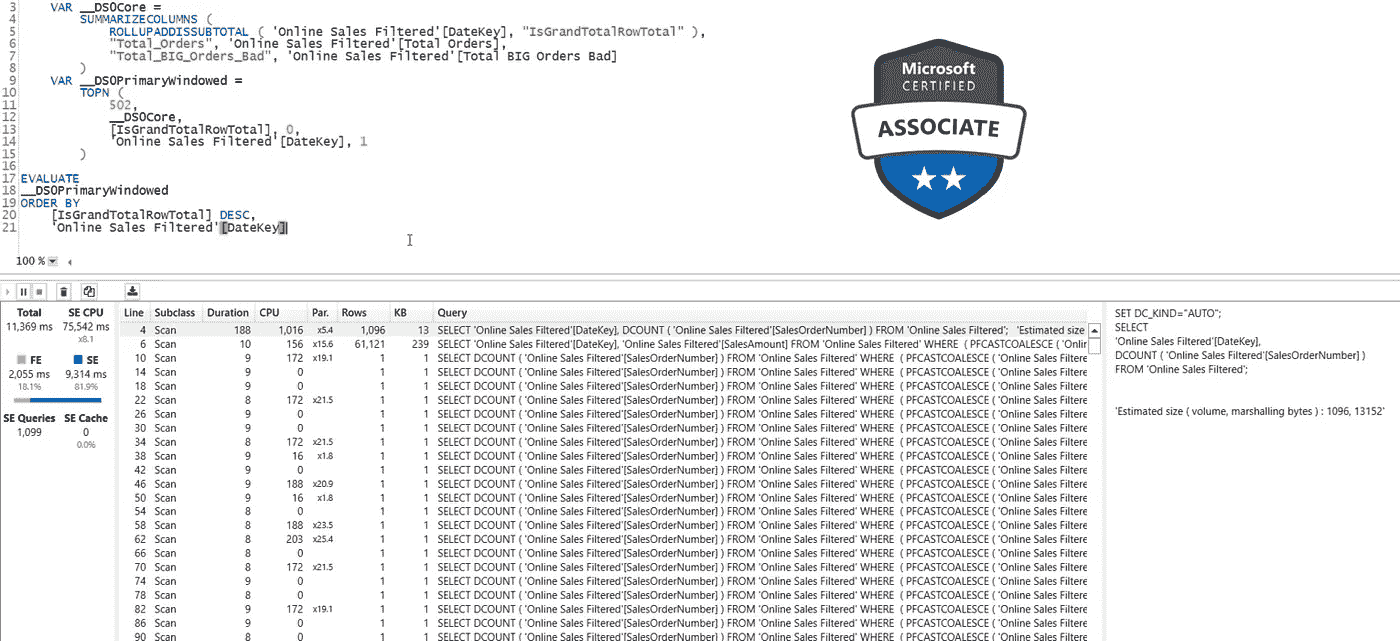 3 VAR __DS0Core =
4 SUMMARIZECOLUMNS (
5 ROLLUPADDISSUBTOTAL ( 'Online Sales Filtered'[DateKey], "IsGrandTotalRowTotal" ),
6 "Total_Orders", 'Online Sales Filtered'[Total Orders],
7 "Total_BIG_Orders_Bad", 'Online Sales Filtered'[Total BIG Orders Bad]
8 )
9 VAR __DS0PrimaryWindowed =
10 TOPN (
11 502,
12 __DS0Core,
13 [IsGrandTotalRowTotal], 0,
14 'Online Sales Filtered'[DateKey], 1
15 )
16
17 EVALUATE
18 __DS0PrimaryWindowed
19 ORDER BY
20 [IsGrandTotalRowTotal] DESC,
21 'Online Sales Filtered'[DateKey]
Microsoft
CERTIFIED
ASSOCIATE
100 %
Total SE CPU
11,369 ms 75,542 ms
x8.1
FE SE
2,055 ms 9,314 ms
18.1% 81.9%
SE Queries SE Cache
1,099 0
0.0%
Line Subclass Duration CPU Par. Rows KB Query
4 Scan 188 1,016 x5.4 1,096 13 SELECT 'Online Sales Filtered'[DateKey], DCOUNT ( 'Online Sales Filtered'[SalesOrderNumber] ) FROM 'Online Sales Filtered'; 'Estimated size
6 Scan 10 156 x15.6 61,121 239 SELECT 'Online Sales Filtered'[DateKey], 'Online Sales Filtered'[SalesAmount] FROM 'Online Sales Filtered' WHERE ( PFCASTCOALESCE ( 'Onlir
10 Scan 9 172 x19.1 1 1 SELECT DCOUNT ( 'Online Sales Filtered'[SalesOrderNumber] ) FROM 'Online Sales Filtered' WHERE ( PFCASTCOALESCE ( 'Online Sales Filtere
14 Scan 9 0 1 1 SELECT DCOUNT ( 'Online Sales Filtered'[SalesOrderNumber] ) FROM 'Online Sales Filtered' WHERE ( PFCASTCOALESCE ( 'Online Sales Filtere
18 Scan 9 0 1 1 SELECT DCOUNT ( 'Online Sales Filtered'[SalesOrderNumber] ) FROM 'Online Sales Filtered' WHERE ( PFCASTCOALESCE ( 'Online Sales Filtere
22 Scan 8 172 x21.5 1 1 SELECT DCOUNT ( 'Online Sales Filtered'[SalesOrderNumber] ) FROM 'Online Sales Filtered' WHERE ( PFCASTCOALESCE ( 'Online Sales Filtere
26 Scan 9 0 1 1 SELECT DCOUNT ( 'Online Sales Filtered'[SalesOrderNumber] ) FROM 'Online Sales Filtered' WHERE ( PFCASTCOALESCE ( 'Online Sales Filtere
30 Scan 9 0 1 1 SELECT DCOUNT ( 'Online Sales Filtered'[SalesOrderNumber] ) FROM 'Online Sales Filtered' WHERE ( PFCASTCOALESCE ( 'Online Sales Filtere
34 Scan 8 172 x21.5 1 1 SELECT DCOUNT ( 'Online Sales Filtered'[SalesOrderNumber] ) FROM 'Online Sales Filtered' WHERE ( PFCASTCOALESCE ( 'Online Sales Filtere
38 Scan 9 16 x1.8 1 1 SELECT DCOUNT ( 'Online Sales Filtered'[SalesOrderNumber] ) FROM 'Online Sales Filtered' WHERE ( PFCASTCOALESCE ( 'Online Sales Filtere
42 Scan 9 0 1 1 SELECT DCOUNT ( 'Online Sales Filtered'[SalesOrderNumber] ) FROM 'Online Sales Filtered' WHERE ( PFCASTCOALESCE ( 'Online Sales Filtere
46 Scan 9 188 x20.9 1 1 SELECT DCOUNT ( 'Online Sales Filtered'[SalesOrderNumber] ) FROM 'Online Sales Filtered' WHERE ( PFCASTCOALESCE ( 'Online Sales Filtere
50 Scan 9 16 x1.8 1 1 SELECT DCOUNT ( 'Online Sales Filtered'[SalesOrderNumber] ) FROM 'Online Sales Filtered' WHERE ( PFCASTCOALESCE ( 'Online Sales Filtere
54 Scan 8 0 1 1 SELECT DCOUNT ( 'Online Sales Filtered'[SalesOrderNumber] ) FROM 'Online Sales Filtered' WHERE ( PFCASTCOALESCE ( 'Online Sales Filtere
58 Scan 8 188 x23.5 1 1 SELECT DCOUNT ( 'Online Sales Filtered'[SalesOrderNumber] ) FROM 'Online Sales Filtered' WHERE ( PFCASTCOALESCE ( 'Online Sales Filtere
62 Scan 8 203 x25.4 1 1 SELECT DCOUNT ( 'Online Sales Filtered'[SalesOrderNumber] ) FROM 'Online Sales Filtered' WHERE ( PFCASTCOALESCE ( 'Online Sales Filtere
66 Scan 8 0 1 1 SELECT DCOUNT ( 'Online Sales Filtered'[SalesOrderNumber] ) FROM 'Online Sales Filtered' WHERE ( PFCASTCOALESCE ( 'Online Sales Filtere
70 Scan 8 172 x21.5 1 1 SELECT DCOUNT ( 'Online Sales Filtered'[SalesOrderNumber] ) FROM 'Online Sales Filtered' WHERE ( PFCASTCOALESCE ( 'Online Sales Filtere
74 Scan 9 0 1 1 SELECT DCOUNT ( 'Online Sales Filtered'[SalesOrderNumber] ) FROM 'Online Sales Filtered' WHERE ( PFCASTCOALESCE ( 'Online Sales Filtere
78 Scan 8 0 1 1 SELECT DCOUNT ( 'Online Sales Filtered'[SalesOrderNumber] ) FROM 'Online Sales Filtered' WHERE ( PFCASTCOALESCE ( 'Online Sales Filtere
82 Scan 9 172 x19.1 1 1 SELECT DCOUNT ( 'Online Sales Filtered'[SalesOrderNumber] ) FROM 'Online Sales Filtered' WHERE ( PFCASTCOALESCE ( 'Online Sales Filtere
86 Scan 9 0 1 1 SELECT DCOUNT ( 'Online Sales Filtered'[SalesOrderNumber] ) FROM 'Online Sales Filtered' WHERE ( PFCASTCOALESCE ( 'Online Sales Filtere
90 Scan 8 0 1 1 SELECT DCOUNT ( 'Online Sales Filtered'[SalesOrderNumber] ) FROM 'Online Sales Filtered' WHERE ( PFCASTCOALESCE ( 'Online Sales Filtere
SET DC_KIND="AUTO";
SELECT
'Online Sales Filtered'[DateKey],
DCOUNT ( 'Online Sales Filtered'[SalesOrderNumber] )
FROM 'Online Sales Filtered';
'Estimated size ( volume, marshalling bytes ) : 1096, 13152'